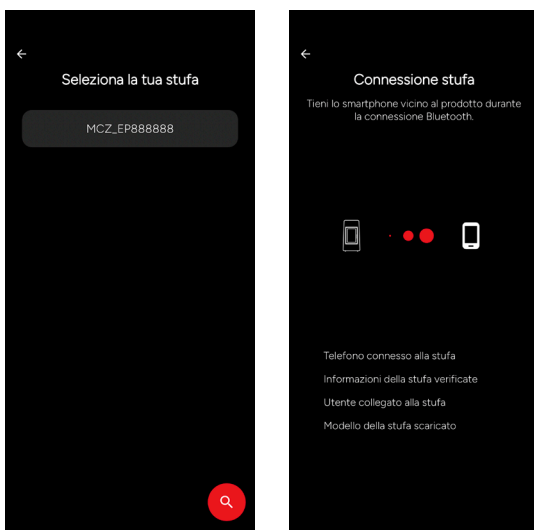 Seleziona la tua stufa
MCZ_EP888888
Connessione stufa
Tieni lo smartphone vicino al prodotto durante
la connessione Bluetooth.
Telefono connesso alla stufa
Informazioni della stufa verificate
Utente collegato alla stufa
Modello della stufa scaricato